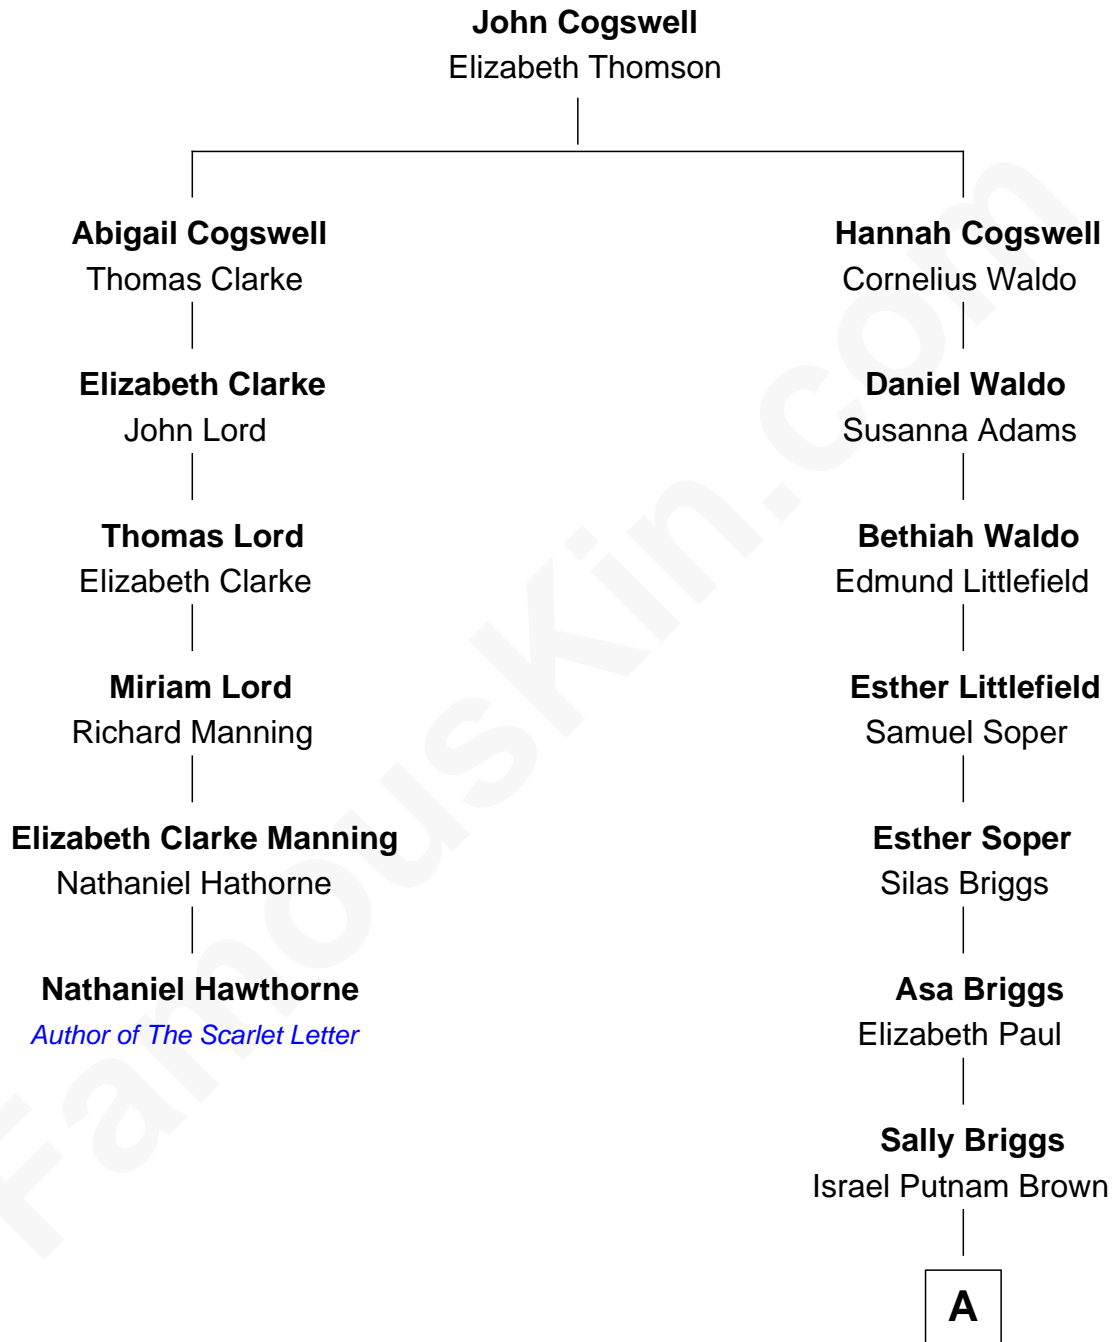 John Cogswell
Elizabeth Thomson
Abigail Cogswell
Thomas Clarke
Hannah Cogswell
Cornelius Waldo
Elizabeth Clarke
John Lord
Daniel Waldo
Susanna Adams
Thomas Lord
Elizabeth Clarke
Bethiah Waldo
Edmund Littlefield
Miriam Lord
Richard Manning
Esther Littlefield
Samuel Soper
Elizabeth Clarke Manning
Nathaniel Hathorne
Esther Soper
Silas Briggs
Nathaniel Hawthorne
Author of The Scarlet Letter
Asa Briggs
Elizabeth Paul
Sally Briggs
Israel Putnam Brown
A
FamousKin.com